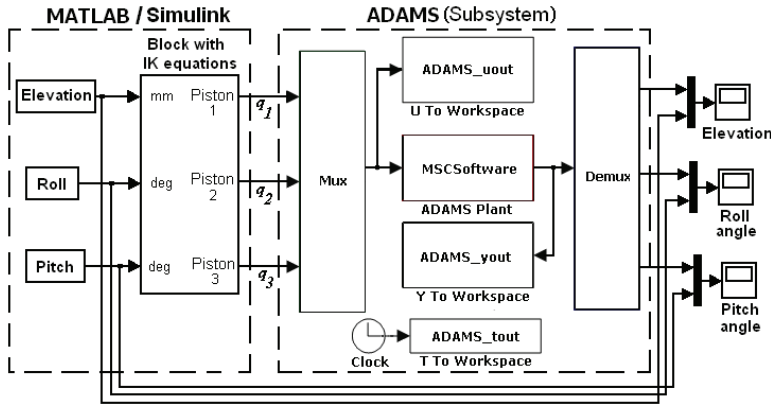 MATLAB / Simulink
ADAMS (Subsystem)
Block with
IK equations
Elevation
Roll
Pitch
mm
deg
deg
Piston
1
Piston
2
Piston
3
q1
q2
q3
Mux
ADAMS_uout
U To Workspace
MSCSoftware
ADAMS Plant
ADAMS_yout
Y To Workspace
Clock
ADAMS_tout
T To Workspace
Demux
Elevation
Roll
angle
Pitch
angle